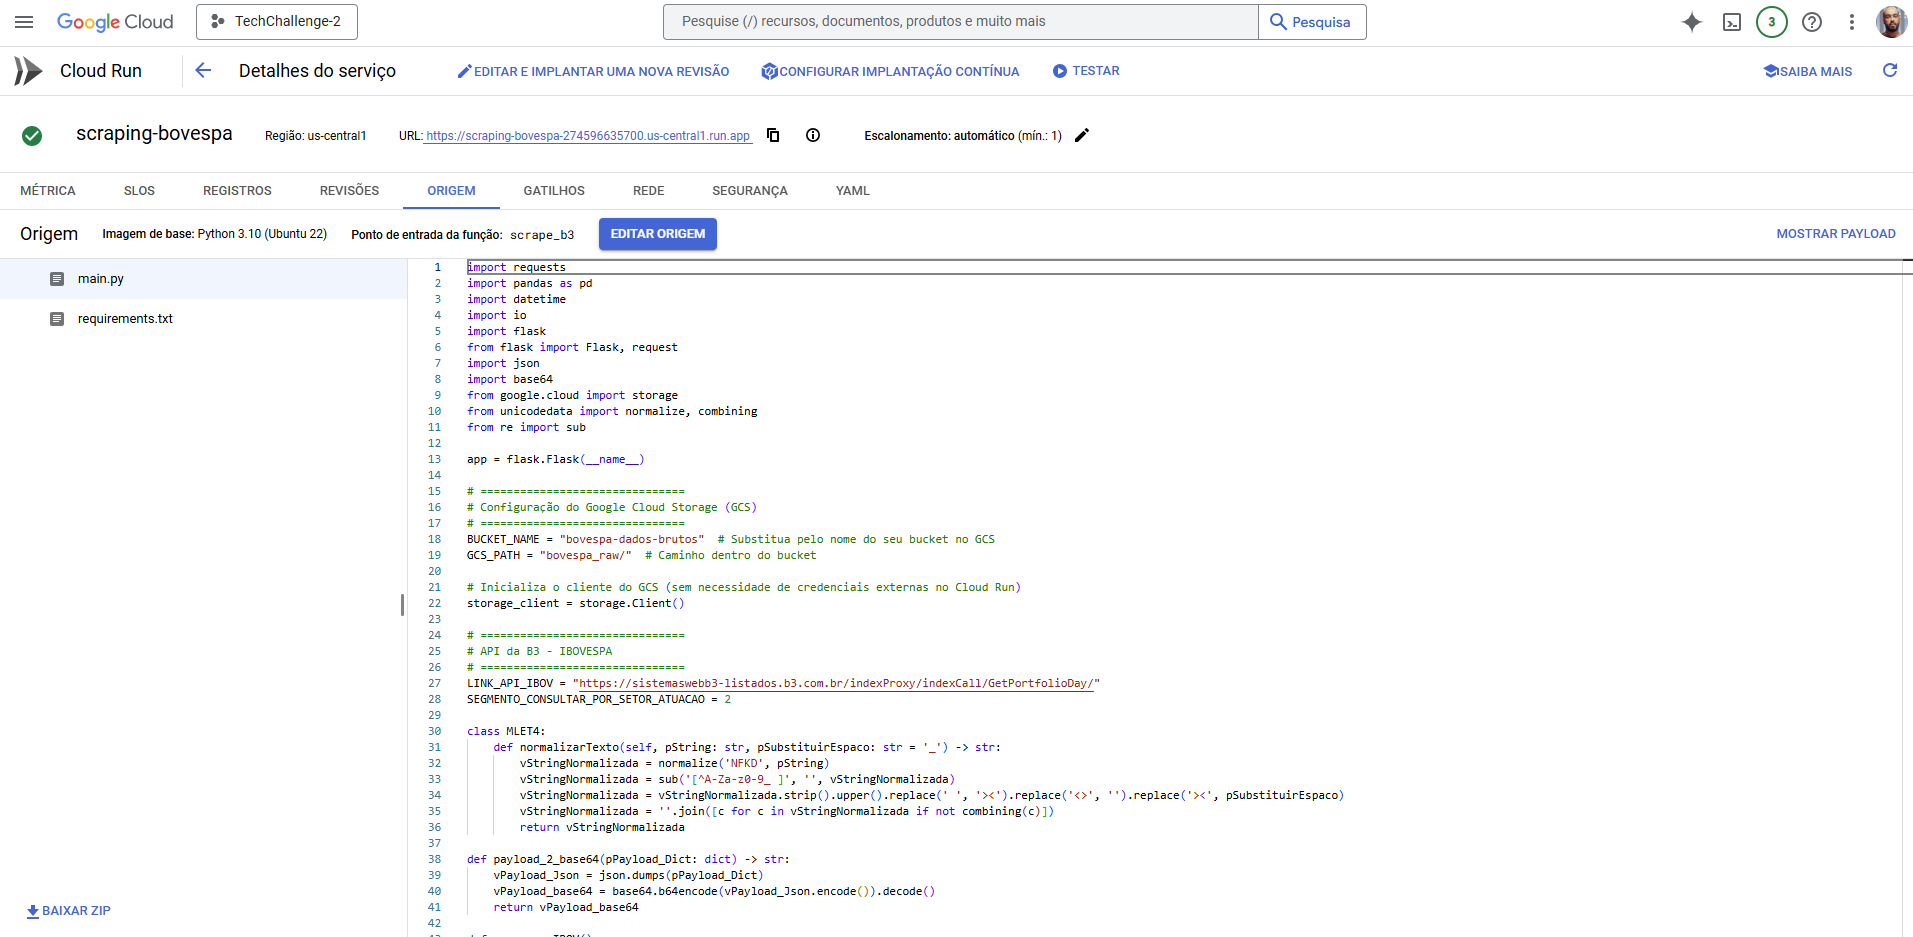 Google Cloud
TechChallenge-2
Pesquise (/) recursos, documentos, produtos e muito mais
Pesquisa
3
Cloud Run
Detalhes do serviço
EDITAR E IMPLANTAR UMA NOVA REVISÃO
CONFIGURAR IMPLANTAÇÃO CONTÍNUA
TESTAR
SAIBA MAIS
scraping-bovespa
Região: us-central1
URL: https://scraping-bovespa-274596635700.us-central1.run.app
Escalonamento: automático (mín.: 1)
MÉTRICA
SLOS
REGISTROS
REVISÕES
ORIGEM
GATILHOS
REDE
SEGURANÇA
YAML
Origem
Imagem de base: Python 3.10 (Ubuntu 22)
Ponto de entrada da função: scrape_b3
EDITAR ORIGEM
MOSTRAR PAYLOAD
main.py
requirements.txt
BAIXAR ZIP
1 import requests
2 import pandas as pd
3 import datetime
4 import io
5 import flask
6 from flask import Flask, request
7 import json
8 import base64
9 from google.cloud import storage
10 from unicodedata import normalize, combining
11 from re import sub
12
13 app = flask.Flask(__name__)
14
15 # ===============================
16 # Configuração do Google Cloud Storage (GCS)
17 # ===============================
18 BUCKET_NAME = "bovespa-dados-brutos"  # Substitua pelo nome do seu bucket no GCS
19 GCS_PATH = "bovespa_raw/"  # Caminho dentro do bucket
20
21 # Inicializa o cliente do GCS (sem necessidade de credenciais externas no Cloud Run)
22 storage_client = storage.Client()
23
24 # ===============================
25 # API da B3 - IBOVESPA
26 # ===============================
27 LINK_API_IBOV = "https://sistemaswebb3-listados.b3.com.br/indexProxy/indexCall/GetPortfolioDay/"
28 SEGMENTO_CONSULTAR_POR_SETOR_ATUACAO = 2
29
30 class MLET4:
31     def normalizarTexto(self, pString: str, pSubstituirEspaco: str = '_') -> str:
32         vStringNormalizada = normalize('NFKD', pString)
33         vStringNormalizada = sub('[^A-Za-z0-9_ ]', '', vStringNormalizada)
34         vStringNormalizada = vStringNormalizada.strip().upper().replace(' ', '><').replace('<>', '').replace('><', pSubstituirEspaco)
35         vStringNormalizada = ''.join([c for c in vStringNormalizada if not combining(c)])
36         return vStringNormalizada
37
38 def payload_2_base64(pPayload_Dict: dict) -> str:
39     vPayload_Json = json.dumps(pPayload_Dict)
40     vPayload_base64 = base64.b64encode(vPayload_Json.encode()).decode()
41     return vPayload_base64
42